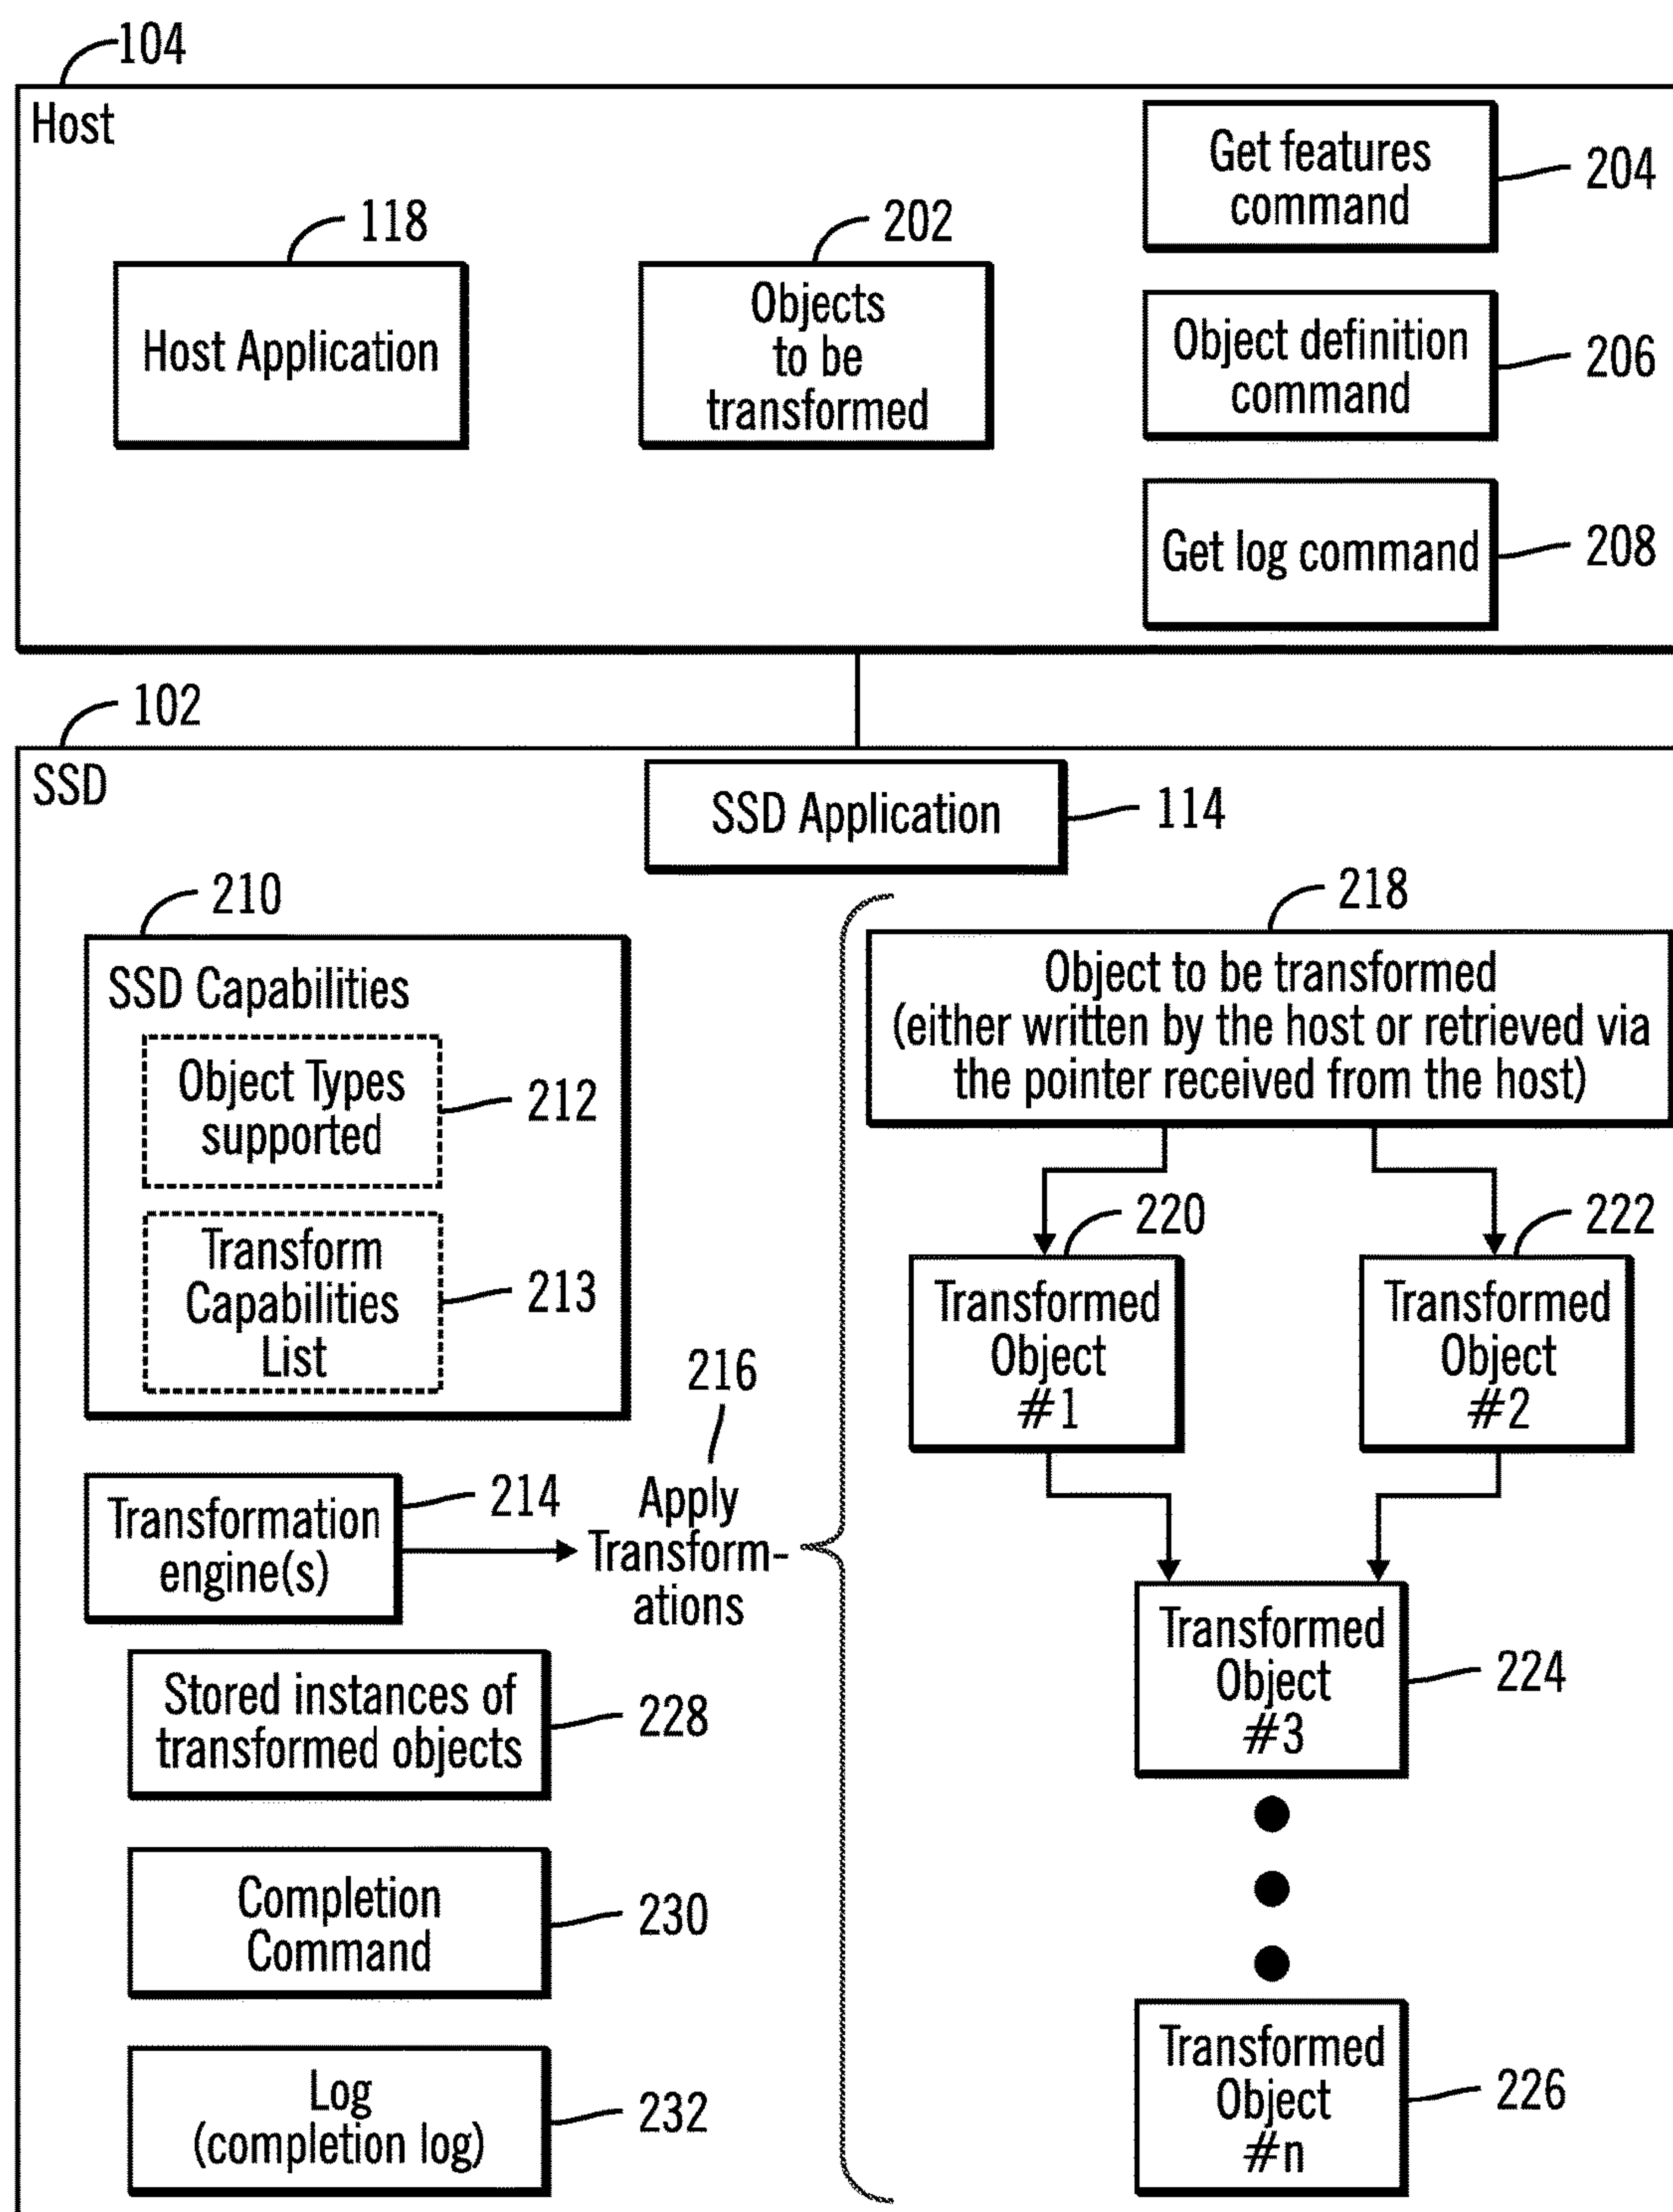 104
Host
118
Host Application
202
Objects
to be
transformed
Get features
command
204
Object definition
command
206
Get log command
208
102
SSD
SSD Application
114
210
SSD Capabilities
Object Types
supported
212
Transform
Capabilities
List
213
Transformation
engine(s)
214
216
Apply
Transform-
ations
Stored instances of
transformed objects
228
Completion
Command
230
Log
(completion log)
232
218
Object to be transformed
(either written by the host or retrieved via
the pointer received from the host)
220
Transformed
Object
#1
222
Transformed
Object
#2
Transformed
Object
#3
224
Transformed
Object
#n
226